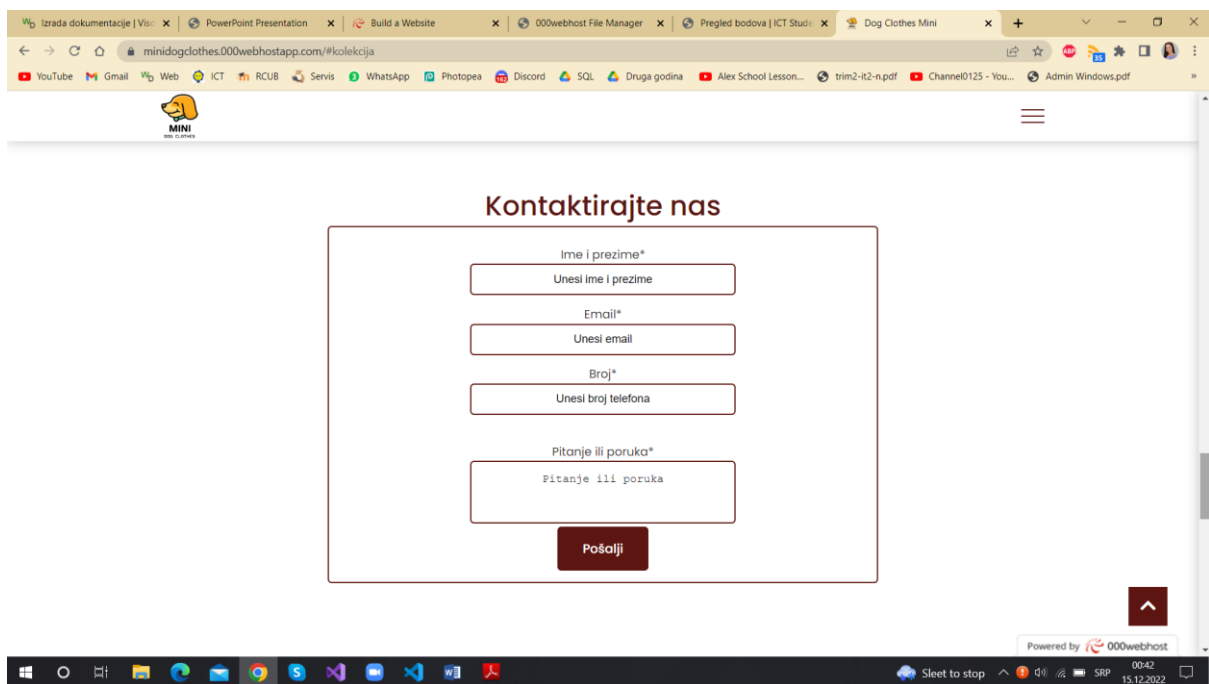 Izrada dokumentacije | Viso
PowerPoint Presentation
Build a Website
000webhost File Manager
Pregled bodova | ICT Stude
Dog Clothes Mini
minidogclothes.000webhostapp.com/#kolekcija
YouTube
Gmail
Web
ICT
RCUB
Servis
WhatsApp
Photopea
Discord
SQL
Druga godina
Alex School Lesson...
trim2-it2-n.pdf
Channel0125 - You...
Admin Windows.pdf
»
MINI
DOG CLOTHES
Kontaktirajte nas
Ime i prezime*
Unesi ime i prezime
Email*
Unesi email
Broj*
Unesi broj telefona
Pitanje ili poruka*
Pitanje ili poruka
Pošalji
Powered by 000webhost
Sleet to stop
SRP
00:42
15.12.2022